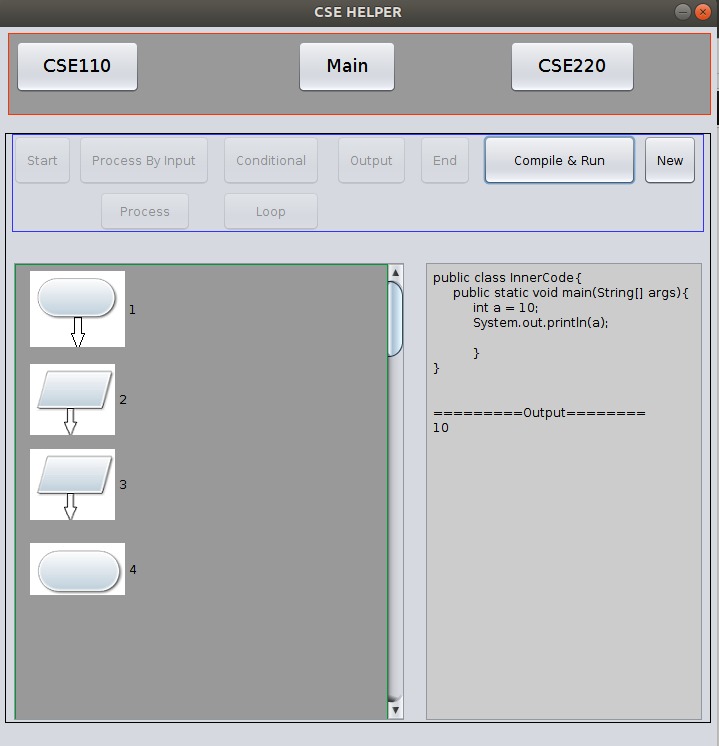 CSE HELPER
CSE110
Main
CSE220
Start
Process By Input
Conditional
Output
End
Compile & Run
New
Process
Loop
1
2
3
4
public class InnerCode{
public static void main(String[] args){
int a = 10;
System.out.println(a);
}
}
=========Output========
10